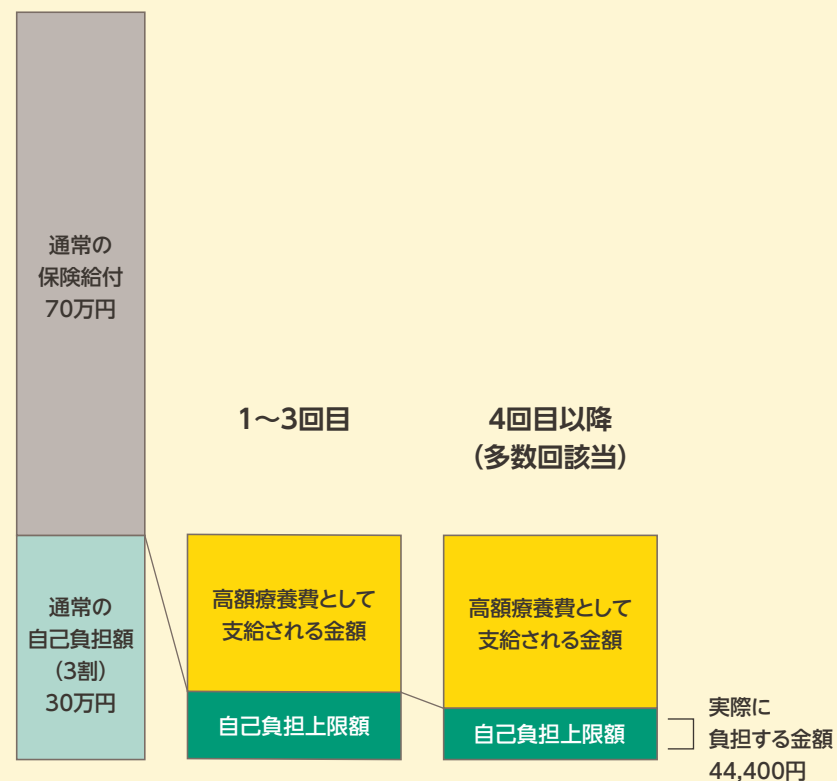 通常の
保険給付
70万円
通常の
自己負担額
(3割)
30万円
1〜3回目
高額療養費として
支給される金額
自己負担上限額
4回目以降
(多数回該当)
高額療養費として
支給される金額
自己負担上限額
実際に
負担する金額
44,400円